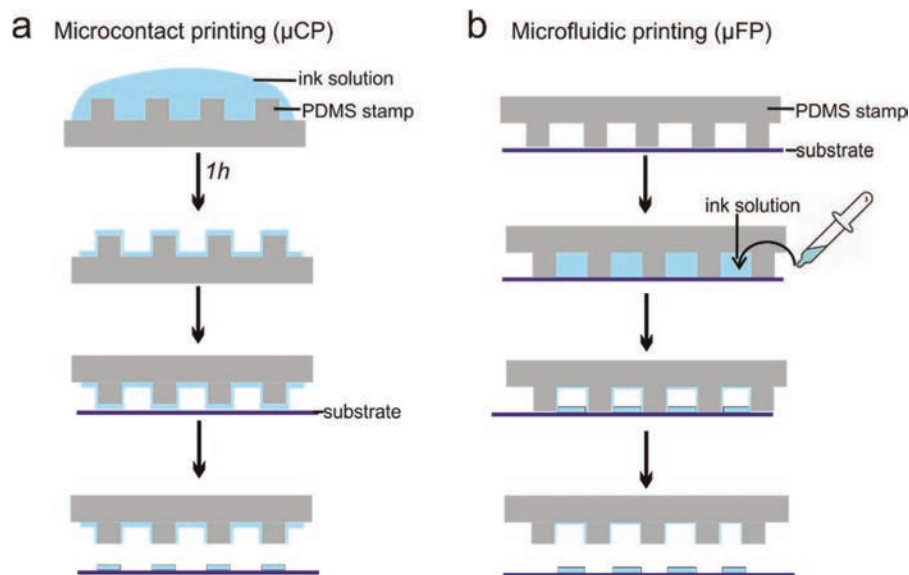 a Microcontact printing (μCP)
ink solution
PDMS stamp
1h
substrate
b Microfluidic printing (μFP)
PDMS stamp
substrate
ink solution